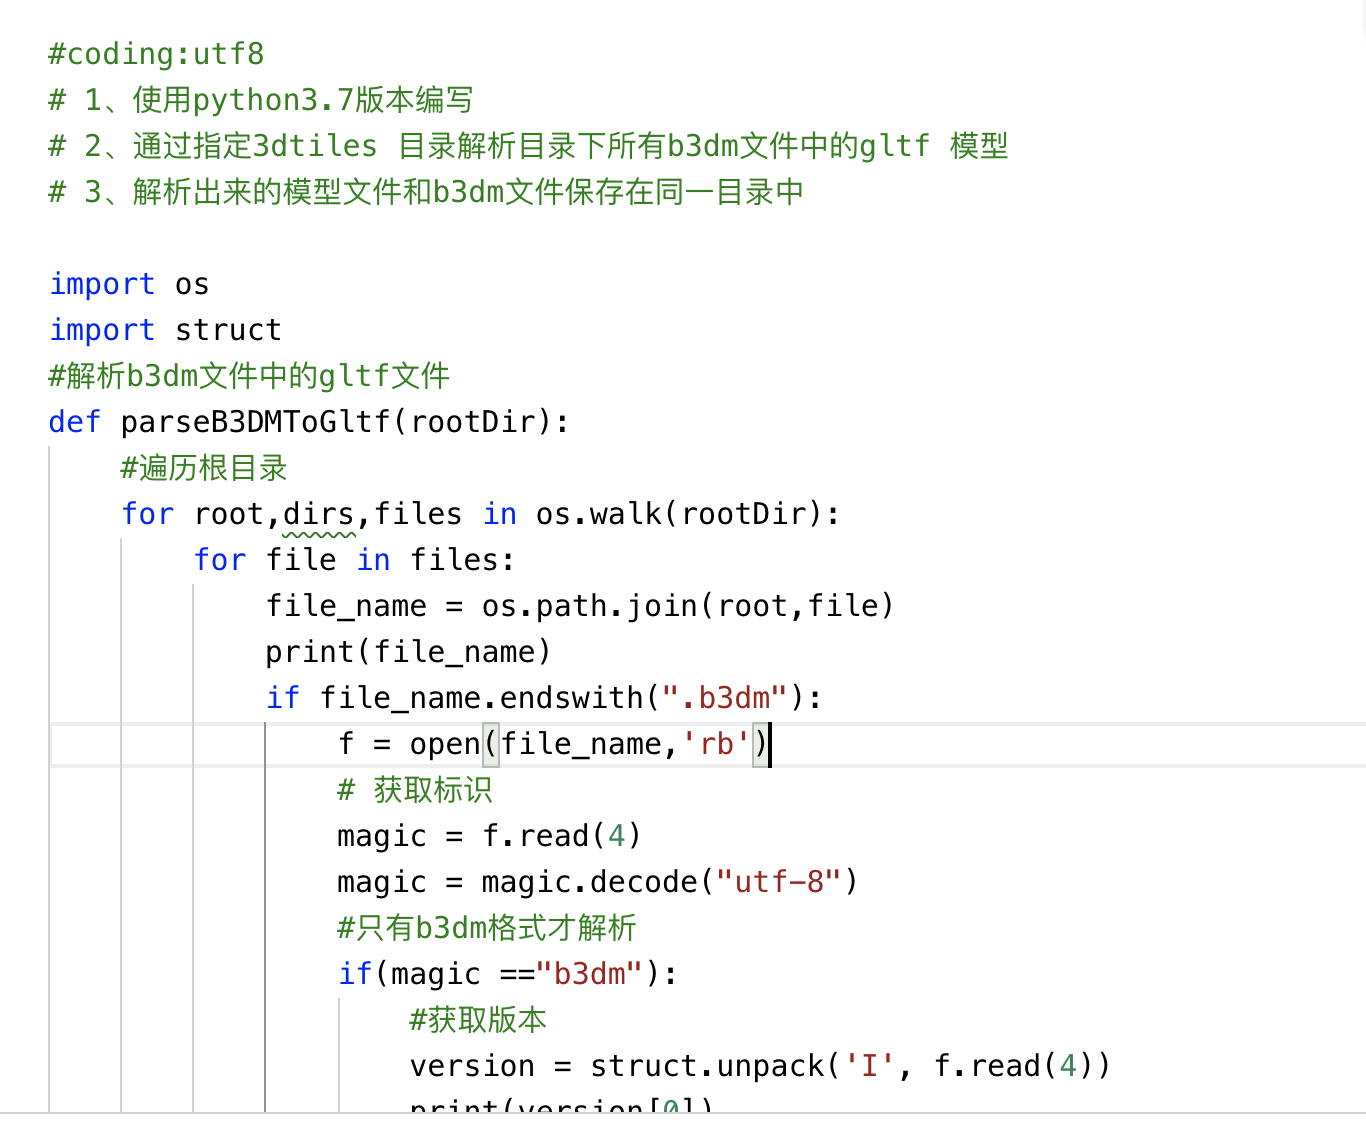 #coding:utf8
# 1、使用python3.7版本编写
# 2、通过指定3dtiles 目录解析目录下所有b3dm文件中的gltf 模型
# 3、解析出来的模型文件和b3dm文件保存在同一目录中
import os
import struct
#解析b3dm文件中的gltf文件
def parseB3DMToGltf(rootDir):
#遍历根目录
for root,dirs,files in os.walk(rootDir):
for file in files:
file_name = os.path.join(root,file)
print(file_name)
if file_name.endswith(".b3dm"):
f = open(file_name,'rb')
# 获取标识
magic = f.read(4)
magic = magic.decode("utf-8")
#只有b3dm格式才解析
if(magic =="b3dm"):
#获取版本
version = struct.unpack('I', f.read(4))
print(version[0])